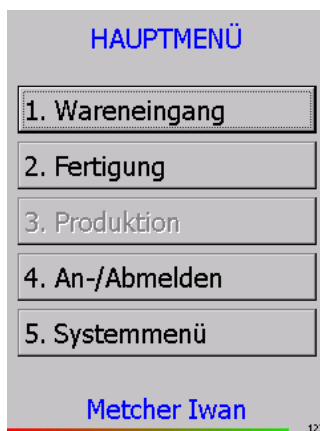 HAUPTMENÜ
1. Wareneingang
2. Fertigung
3. Produktion
4. An-/Abmelden
5. Systemmenü
Metcher Iwan